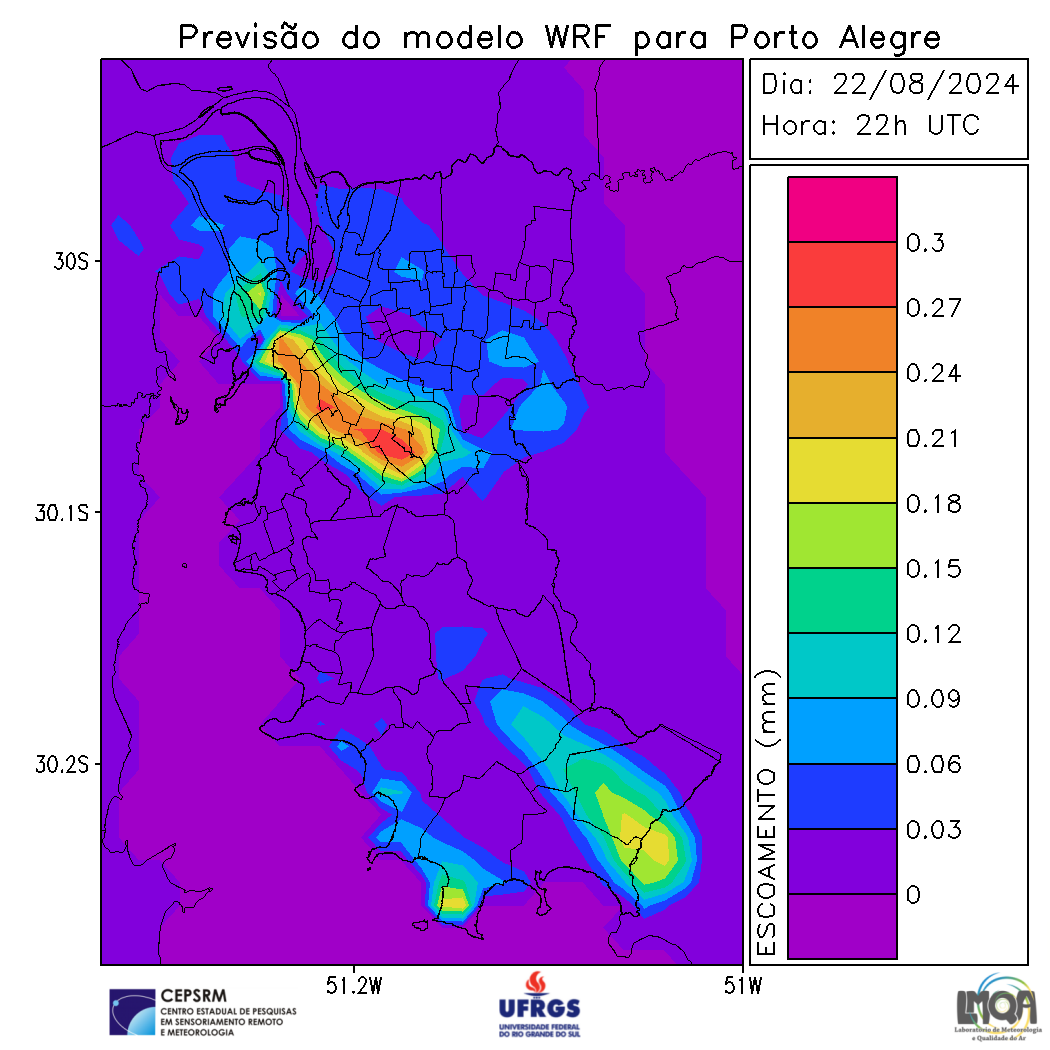 Previsão do modelo WRF para Porto Alegre
Dia: 22/08/2024
Hora: 22h UTC
30S
30.1S
30.2S
51.2W
51W
ESCOAMENTO (mm)
0.3
0.27
0.24
0.21
0.18
0.15
0.12
0.09
0.06
0.03
0
CEPSRM
CENTRO ESTADUAL DE PESQUISAS
EM SENSORIAMENTO REMOTO
E METEOROLOGIA
UFRGS
UNIVERSIDADE FEDERAL
DO RIO GRANDE DO SUL
LMQA
Laboratório de Meteorologia
e Qualidade do Ar